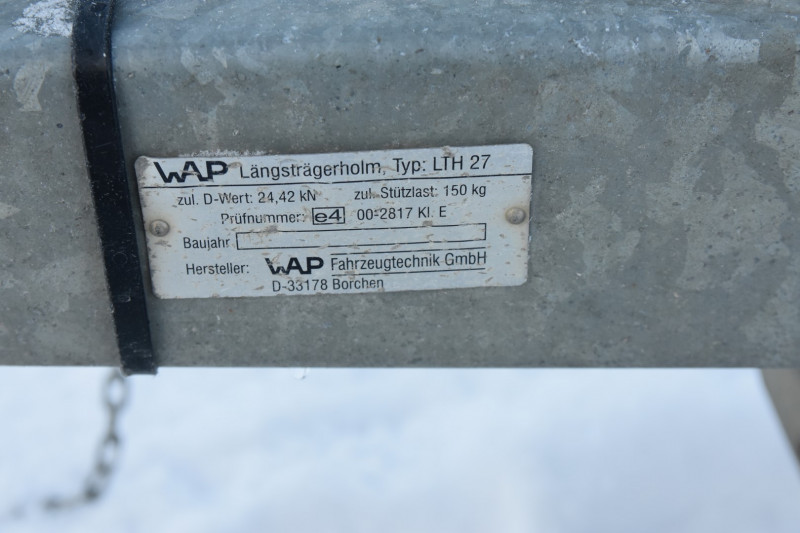 WAP Längsträgerholm, Typ: LTH 27
zul. D-Wert: 24,42 kN zul. Stützlast: 150 kg
Prüfnummer: e4 00-2817 Kl. E
Baujahr
Hersteller: WAP Fahrzeugtechnik GmbH
D-33178 Borchen